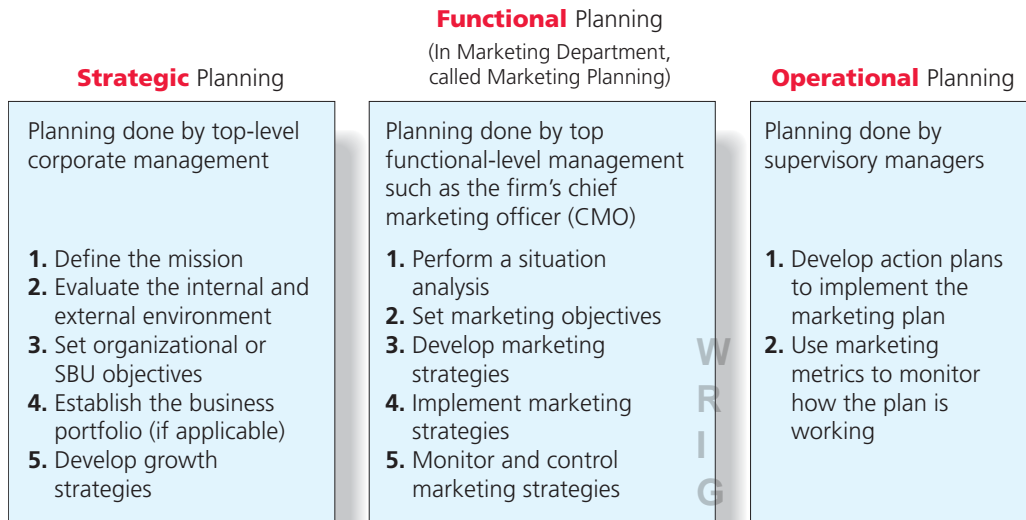 Strategic Planning
Planning done by top-level
corporate management
1. Define the mission
2. Evaluate the internal and
external environment
3. Set organizational or
SBU objectives
4. Establish the business
portfolio (if applicable)
5. Develop growth
strategies
Functional Planning
(In Marketing Department,
called Marketing Planning)
Planning done by top
functional-level management
such as the firm’s chief
marketing officer (CMO)
1. Perform a situation
analysis
2. Set marketing objectives
3. Develop marketing
strategies
4. Implement marketing
strategies
5. Monitor and control
marketing strategies
W
R
I
G
Operational Planning
Planning done by
supervisory managers
1. Develop action plans
to implement the
marketing plan
2. Use marketing
metrics to monitor
how the plan is
working